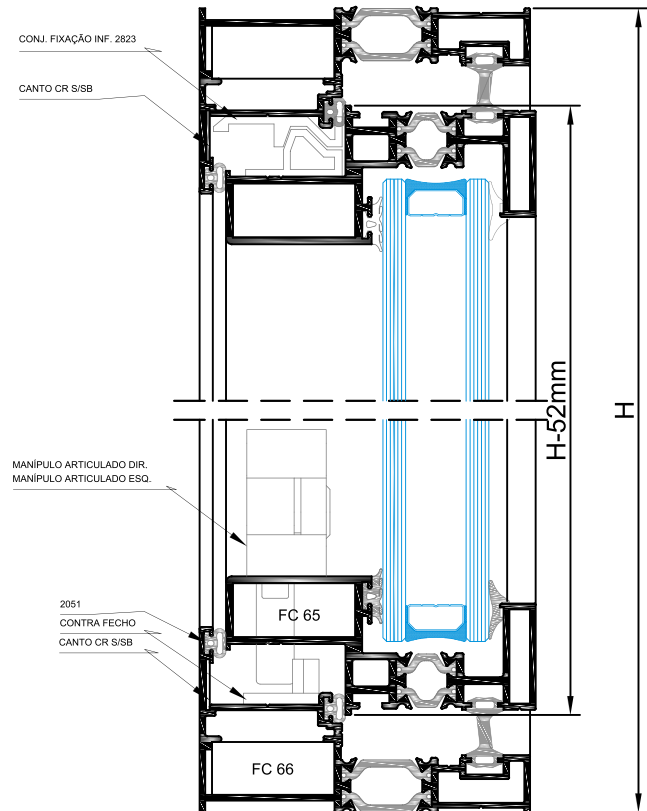 CONJ. FIXAÇÃO INF. 2823
CANTO CR S/SB
H-52mm
H
MANÍPULO ARTICULADO DIR.
MANÍPULO ARTICULADO ESQ.
2051
CONTRA FECHO
CANTO CR S/SB
FC 65
FC 66